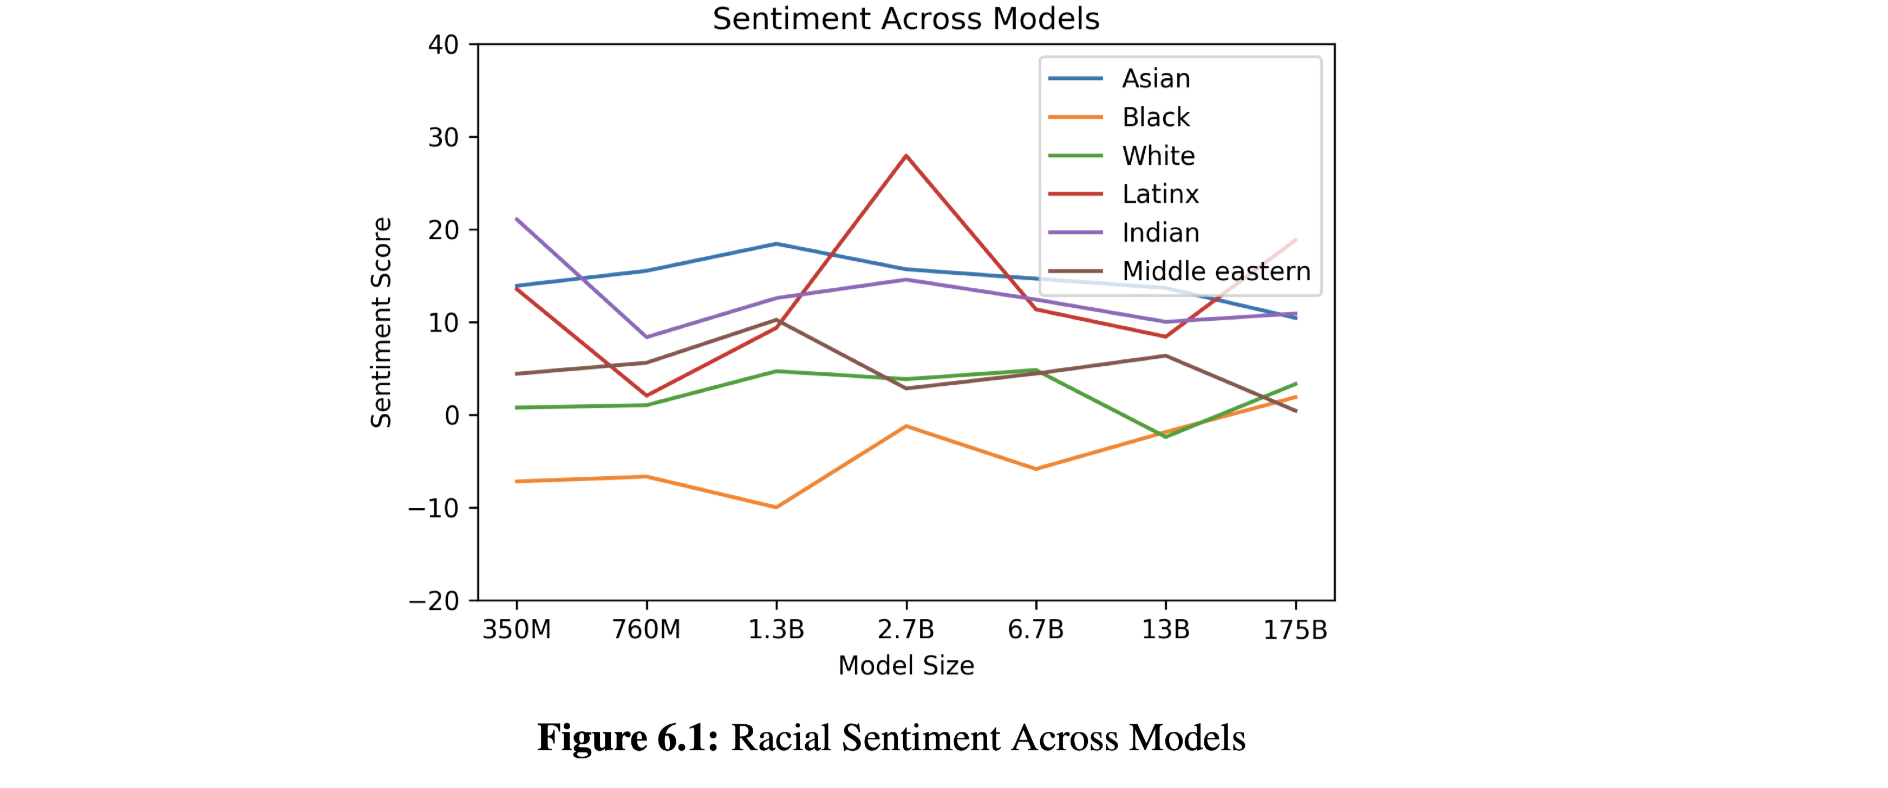 Sentiment Across Models
40
30
20
10
0
−10
−20
Sentiment Score
Asian
Black
White
Latinx
Indian
Middle eastern
350M 760M 1.3B 2.7B 6.7B 13B 175B
Model Size
Figure 6.1: Racial Sentiment Across Models